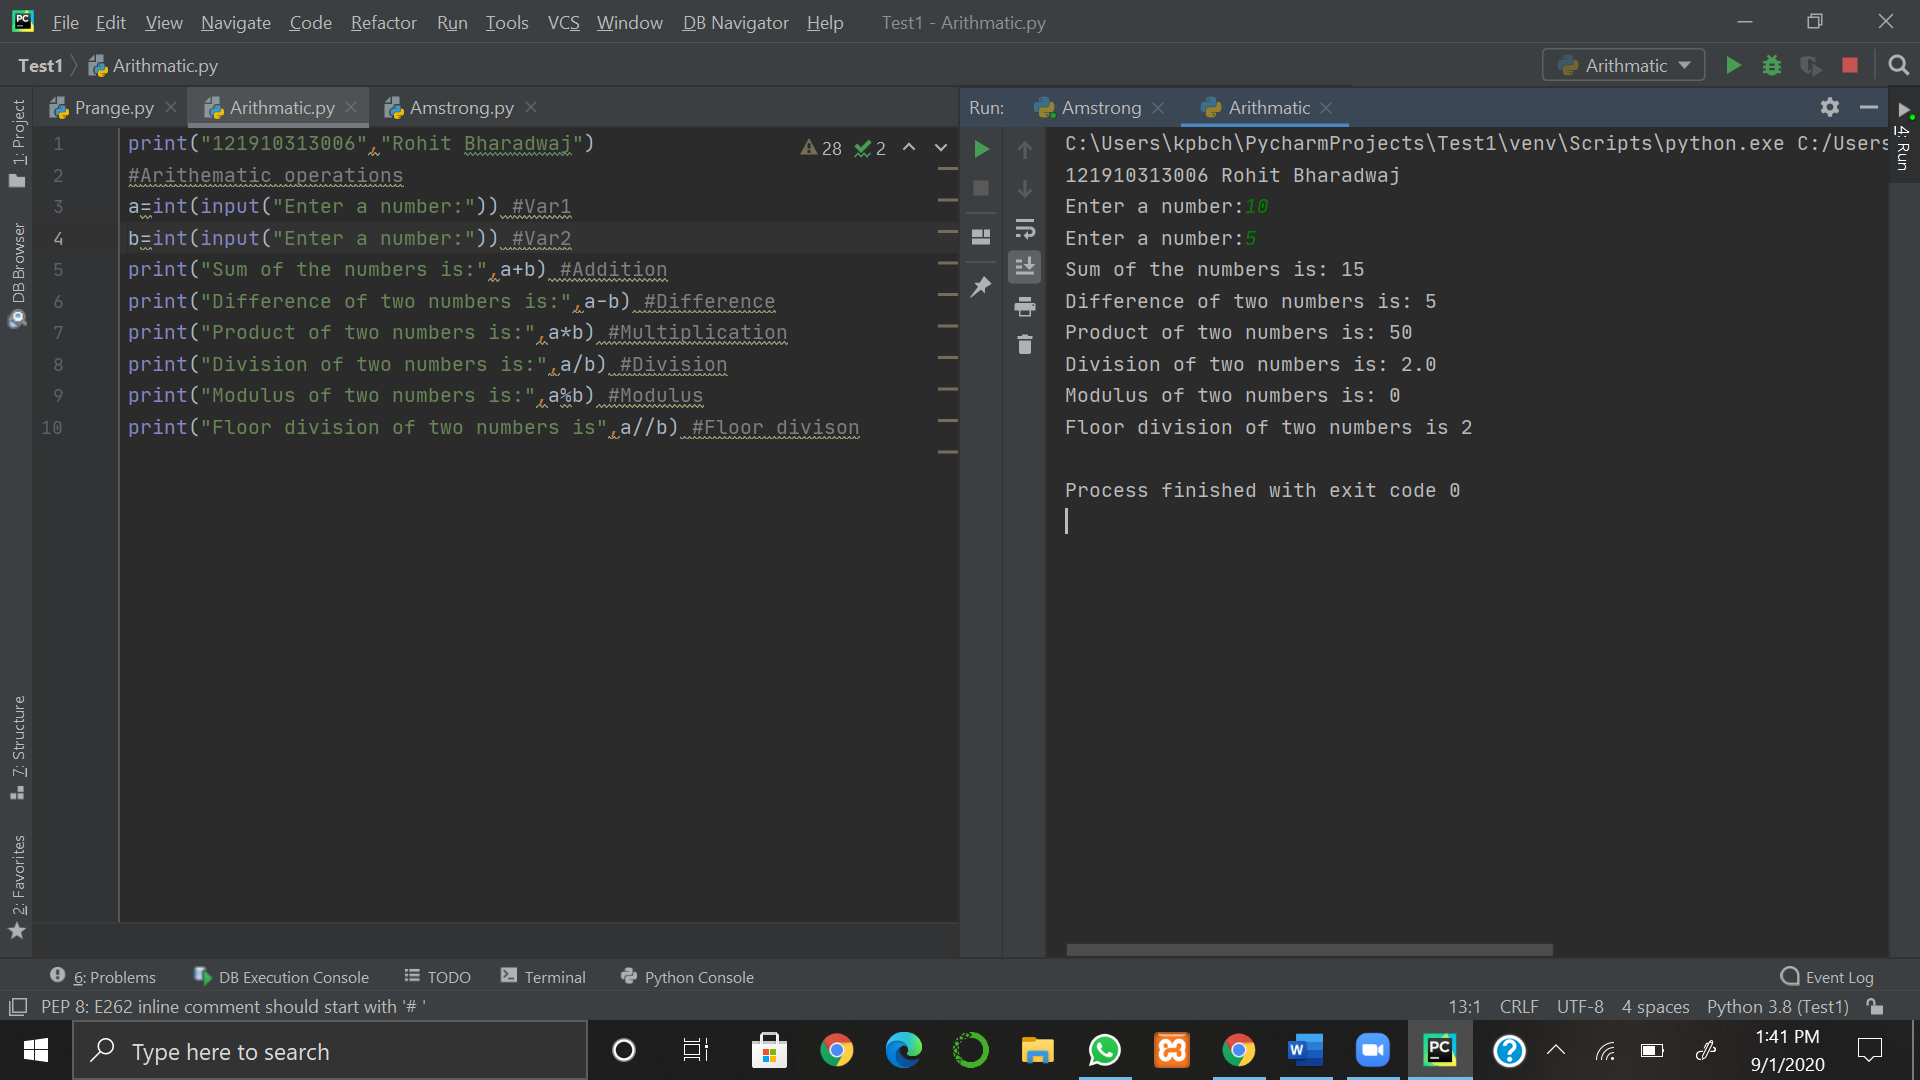 File Edit View Navigate Code Refactor Run Tools VCS Window DB Navigator Help Test1 - Arithmatic.py
Test1 Arithmatic.py Arithmatic
Prange.py Arithmatic.py Amstrong.py
28 2
1 print("121910313006","Rohit Bharadwaj")
2 #Arithematic operations
3 a=int(input("Enter a number:")) #Var1
4 b=int(input("Enter a number:")) #Var2
5 print("Sum of the numbers is:",a+b) #Addition
6 print("Difference of two numbers is:",a-b) #Difference
7 print("Product of two numbers is:",a*b) #Multiplication
8 print("Division of two numbers is:",a/b) #Division
9 print("Modulus of two numbers is:",a%b) #Modulus
10 print("Floor division of two numbers is",a//b) #Floor divison
Run: Amstrong Arithmatic
C:\Users\kpbch\PycharmProjects\Test1\venv\Scripts\python.exe C:/Users
121910313006 Rohit Bharadwaj
Enter a number:10
Enter a number:5
Sum of the numbers is: 15
Difference of two numbers is: 5
Product of two numbers is: 50
Division of two numbers is: 2.0
Modulus of two numbers is: 0
Floor division of two numbers is 2
Process finished with exit code 0
1: Project
DB Browser
7: Structure
2: Favorites
4: Run
6: Problems DB Execution Console TODO Terminal Python Console Event Log
PEP 8: E262 inline comment should start with '# ' 13:1 CRLF UTF-8 4 spaces Python 3.8 (Test1)
Type here to search
1:41 PM
9/1/2020